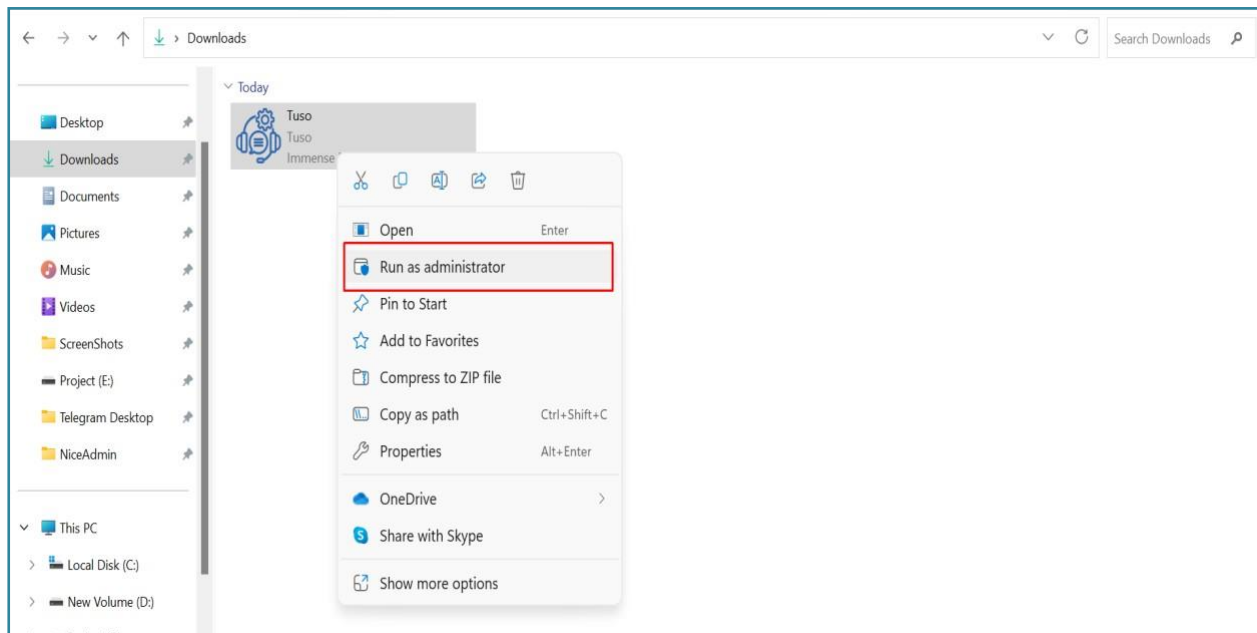 Downloads
Search Downloads
Desktop
Downloads
Documents
Pictures
Music
Videos
ScreenShots
Project (E:)
Telegram Desktop
NiceAdmin
This PC
Local Disk (C:)
New Volume (D:)
Today
Tuso
Tuso
Immense
Open Enter
Run as administrator
Pin to Start
Add to Favorites
Compress to ZIP file
Copy as path Ctrl+Shift+C
Properties Alt+Enter
OneDrive
Share with Skype
Show more options